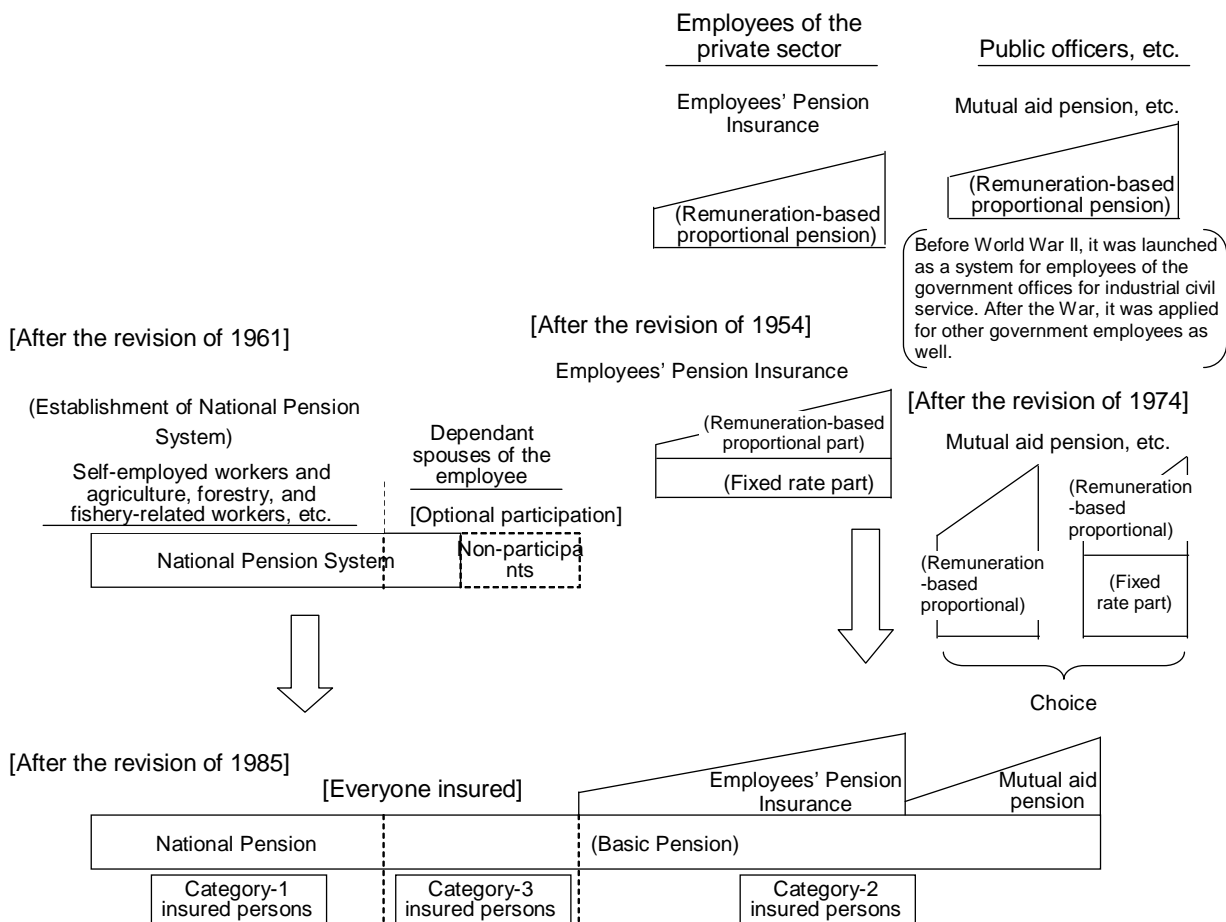 Employees of the
private sector
Public officers, etc.
Employees' Pension
Insurance
Mutual aid pension, etc.
(Remuneration-based
proportional pension)
(Remuneration-based
proportional pension)
Before World War II, it was launched
as a system for employees of the
government offices for industrial civil
service. After the War, it was applied
for other government employees as
well.
[After the revision of 1961]
[After the revision of 1954]
Employees' Pension Insurance
(Establishment of National Pension
System)
Self-employed workers and
agriculture, forestry, and
fishery-related workers, etc.
Dependant
spouses of the
employee
[Optional participation]
National Pension System
Non-participa
nts
(Remuneration-based
proportional part)
(Fixed rate part)
[After the revision of 1974]
Mutual aid pension, etc.
(Remuneration
-based
proportional)
(Remuneration
-based
proportional)
(Fixed
rate part)
Choice
[After the revision of 1985]
[Everyone insured]
Employees' Pension
Insurance
Mutual aid
pension
National Pension
(Basic Pension)
Category-1
insured persons
Category-3
insured persons
Category-2
insured persons